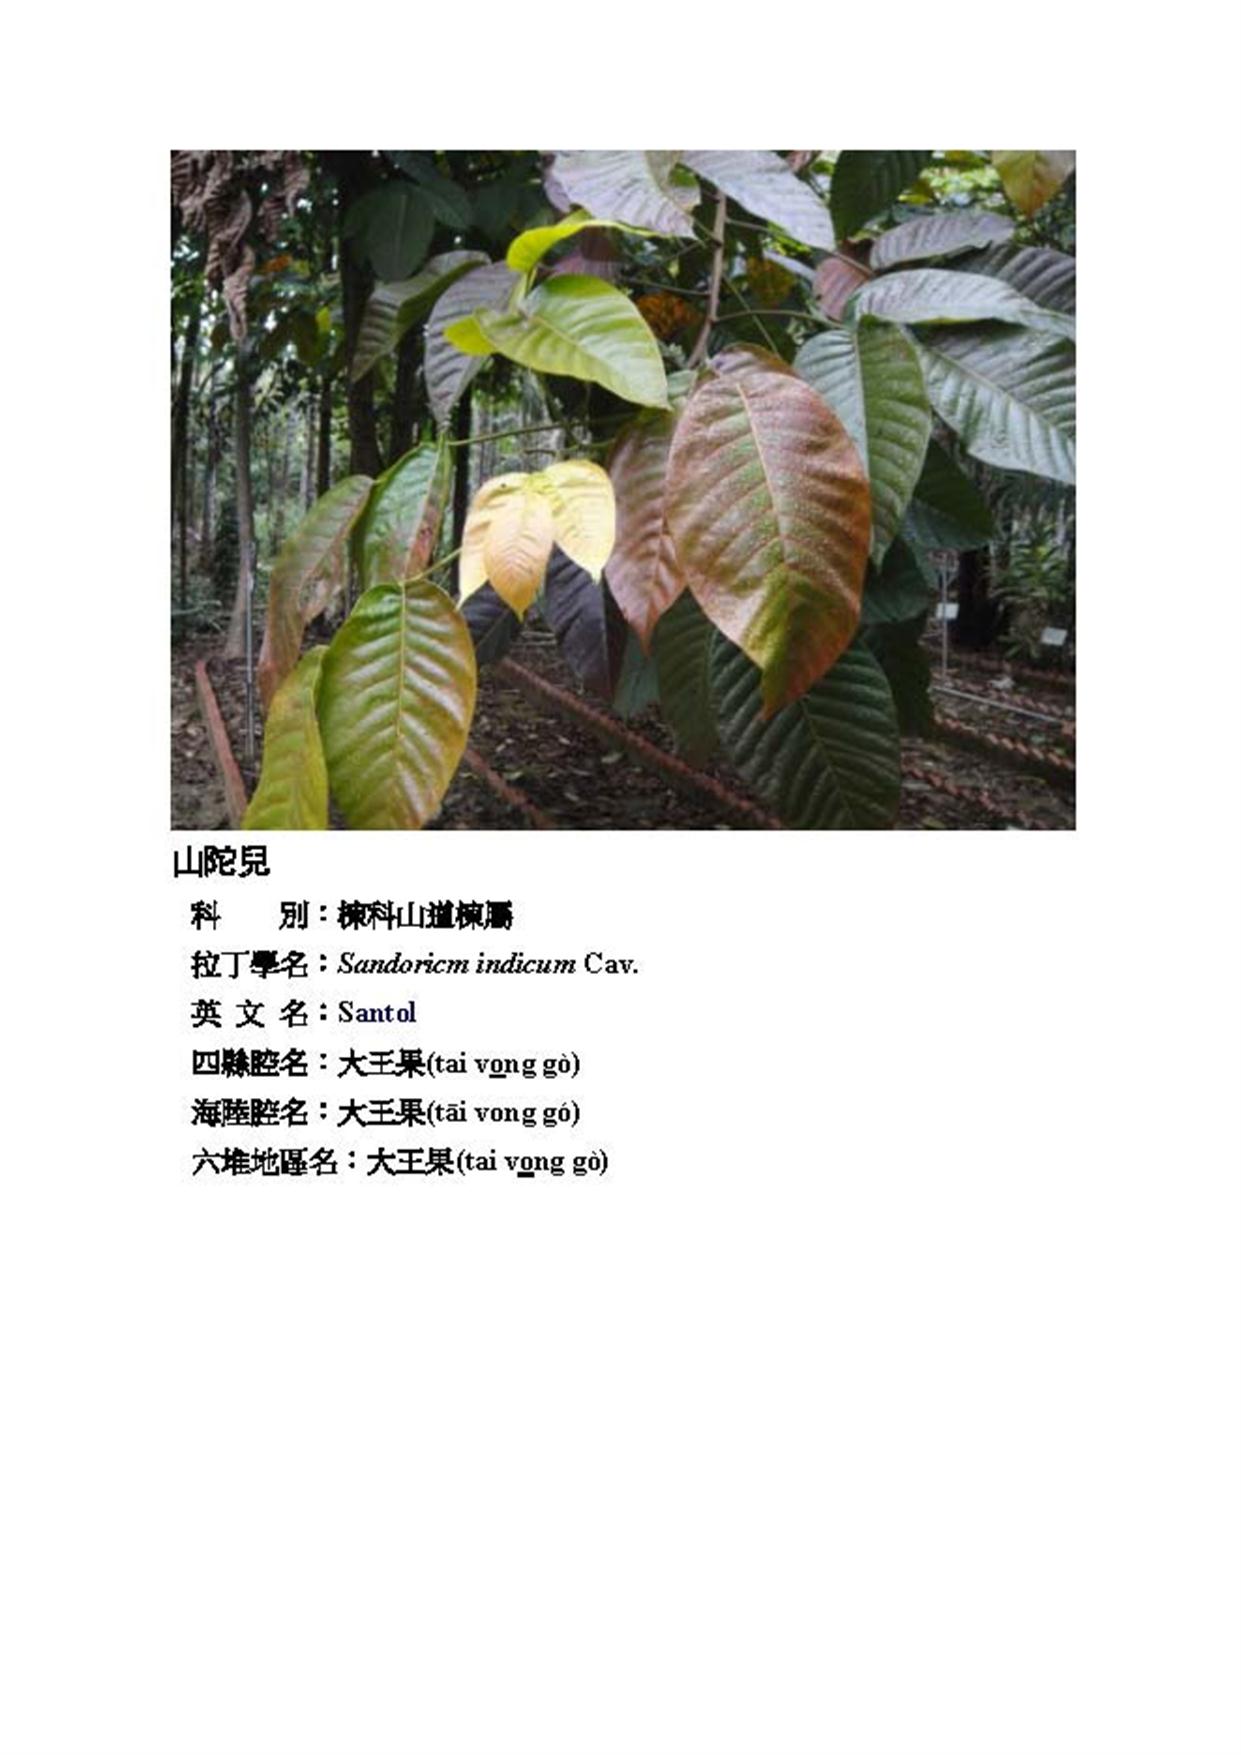 山陀兒
科　　別：楝科山道楝屬
拉丁學名：Sandoricm indicum Cav.
英 文 名：Santol
四縣腔名：大王果(tai vong gò)
海陸腔名：大王果(tāi vong gó)
六堆地區名：大王果(tai vong gò)